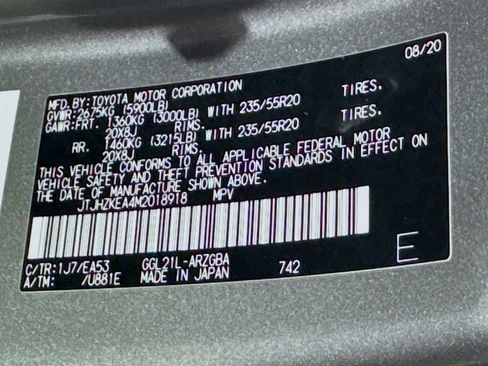 MFD.BY:TOYOTA MOTOR CORPORATION 08/20
GVWR:2675KG (5900LB)
GAWR:FRT. 1360KG (3000LB) WITH 235/55R20 TIRES,
20X8J RIMS,
RR. 1460KG (3215LB) WITH 235/55R20 TIRES,
20X8J RIMS,
THIS VEHICLE CONFORMS TO ALL APPLICABLE FEDERAL MOTOR
VEHICLE SAFETY AND THEFT PREVENTION STANDARDS IN EFFECT ON
THE DATE OF MANUFACTURE SHOWN ABOVE.
JTJHZKEA4M2018918 MPV
C/TR:1J7/EA53 GGL21L-ARZGBA 742 E
A/TM: /U881E MADE IN JAPAN